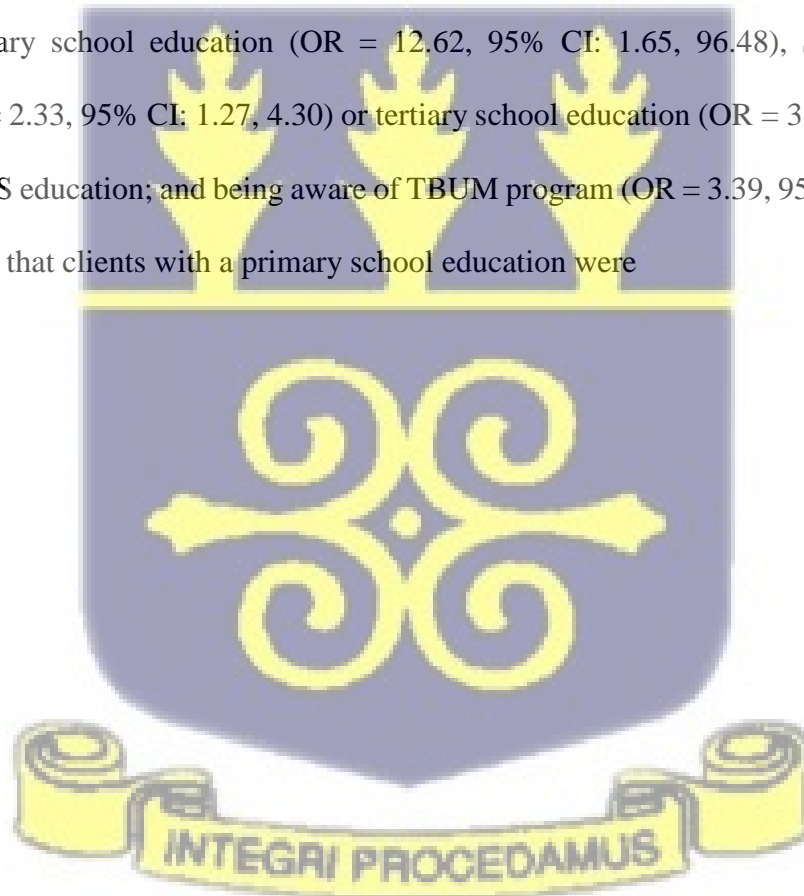 ary school education (OR = 12.62, 95% CI: 1.65, 96.48),
2.33, 95% CI: 1.27, 4.30) or tertiary school education (OR = 3
S education; and being aware of TBUM program (OR = 3.39, 95
that clients with a primary school education were
INTEGRI PROCEDAMUS